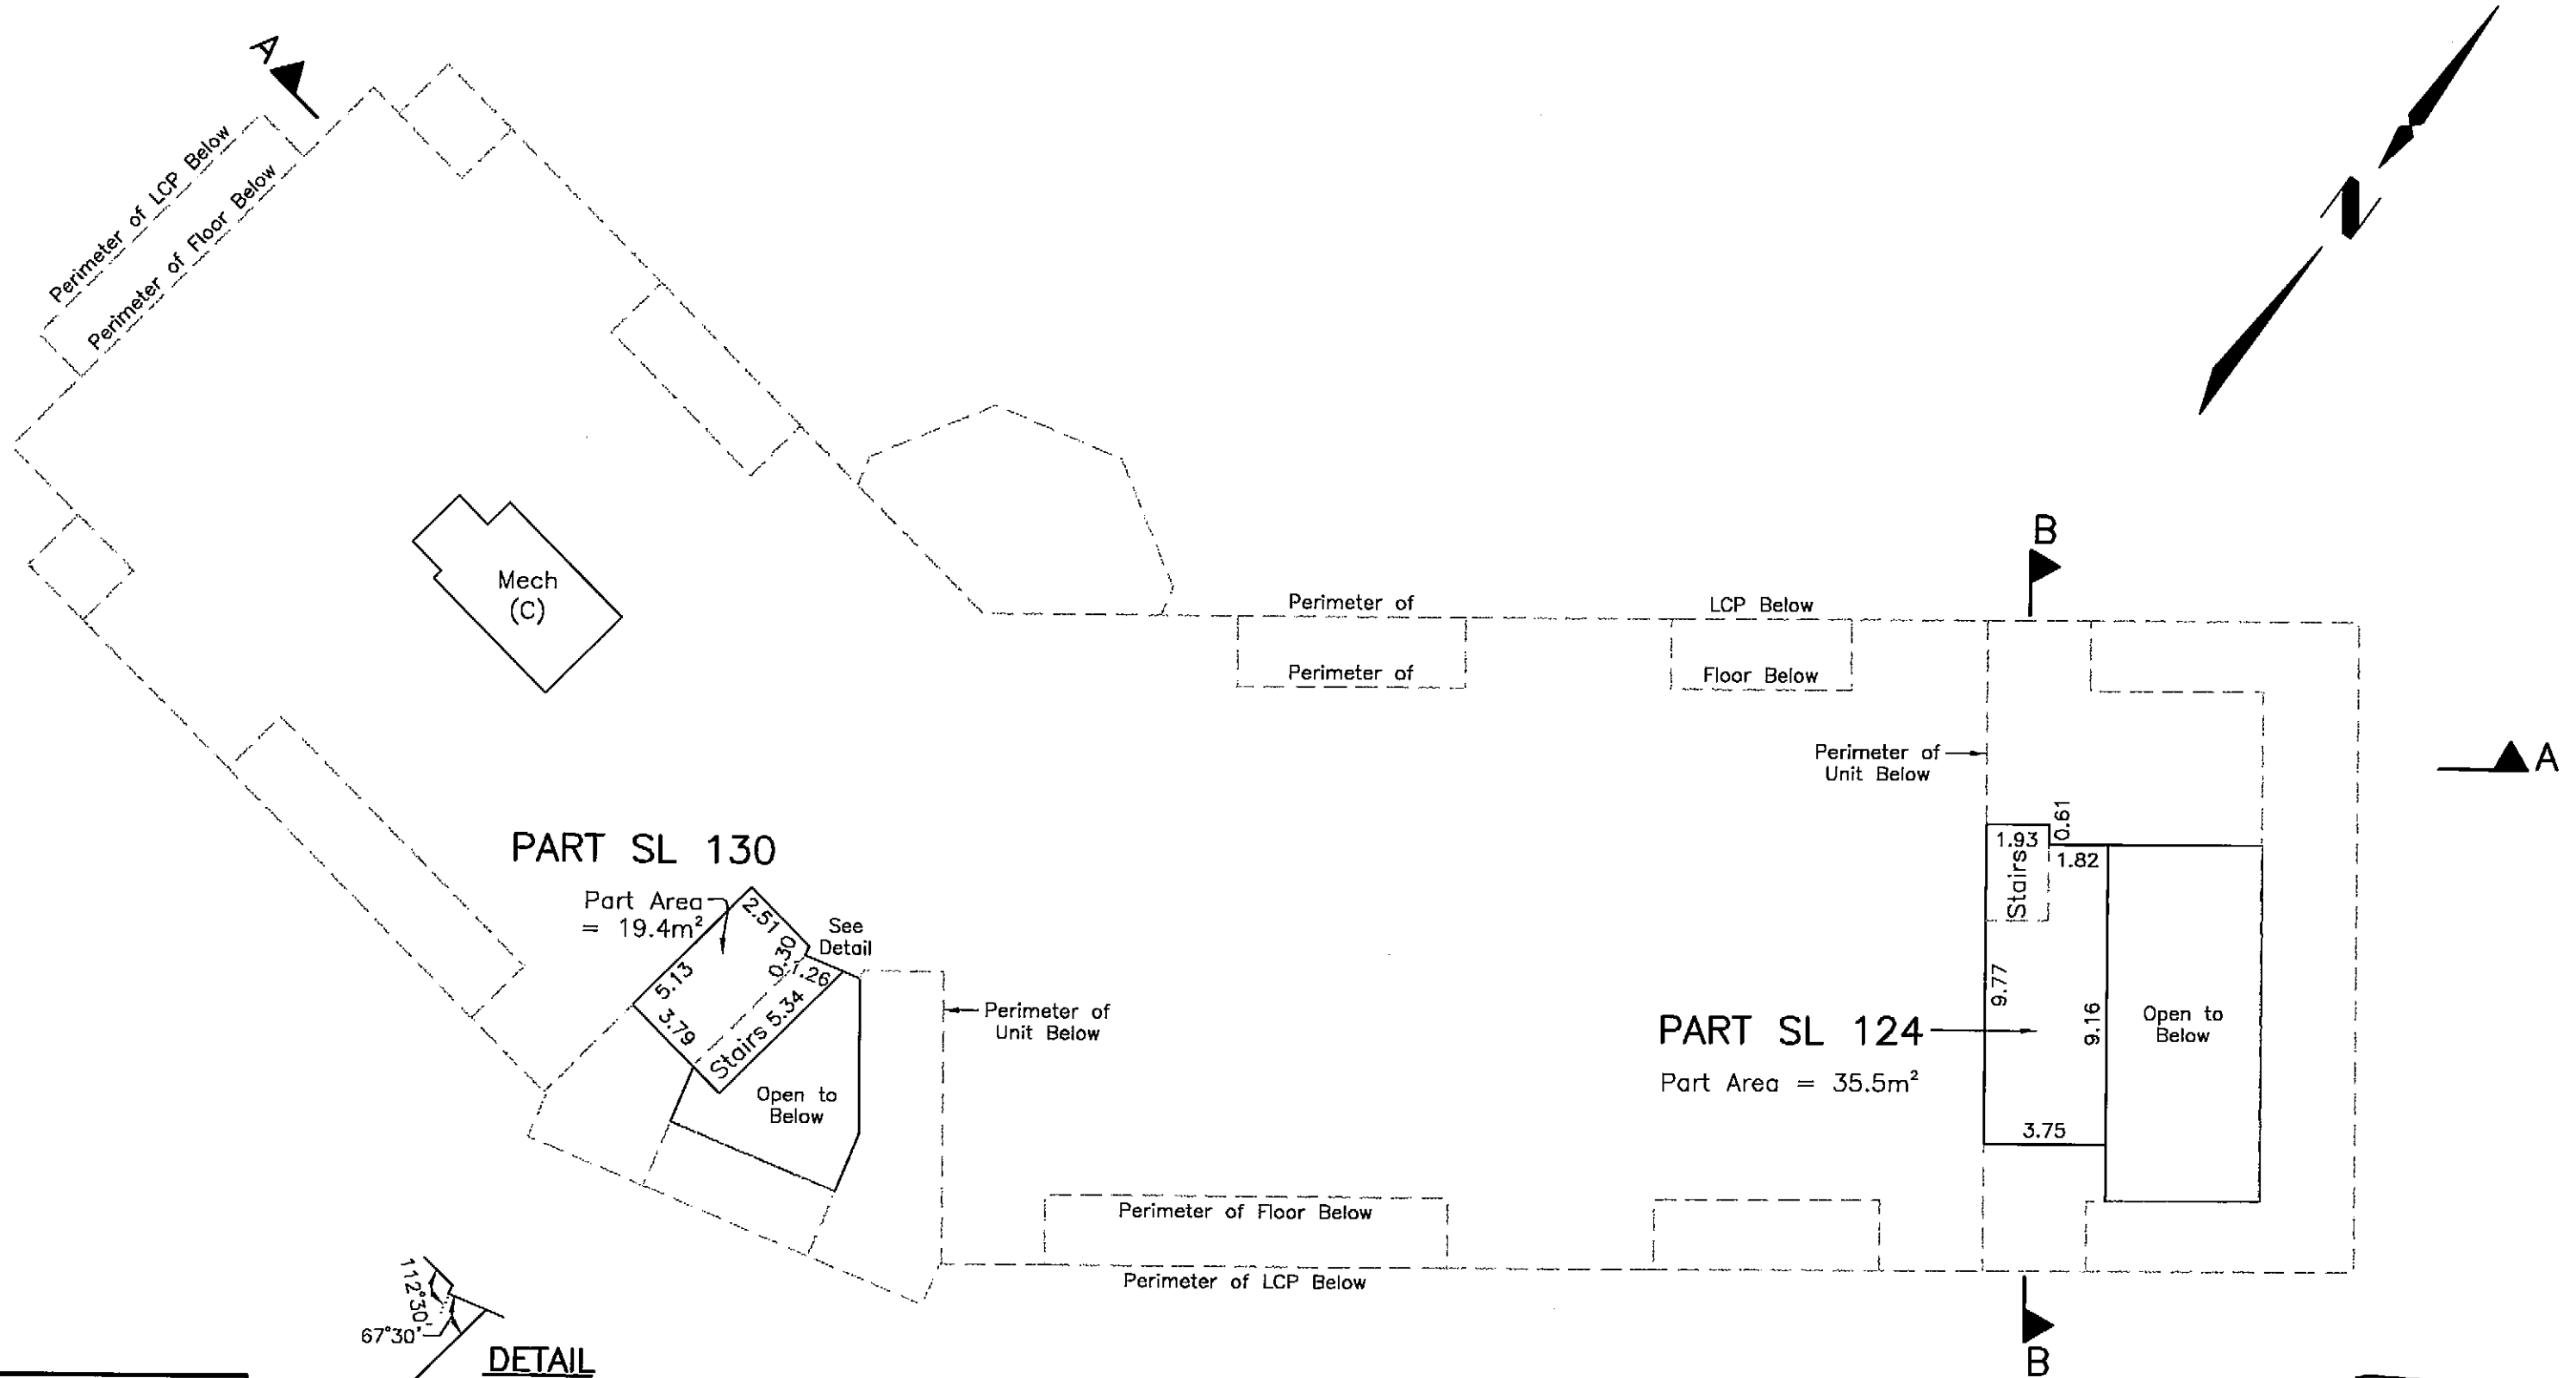 A
Perimeter of LCP Below
Perimeter of Floor Below
N
Mech
(C)
B
Perimeter of
LCP Below
Perimeter of
Floor Below
Perimeter of
Unit Below
A
PART SL 130
Part Area
= 19.4m²
2.51
0.30
See
Detail
1.26
5.13
3.79
Stairs 5.34
Open to
Below
Perimeter of
Unit Below
1.93
0.61
1.82
Stairs
9.77
9.16
Open to
Below
PART SL 124
Part Area = 35.5m²
3.75
Perimeter of Floor Below
Perimeter of LCP Below
112°30'
67°30'
DETAIL
B